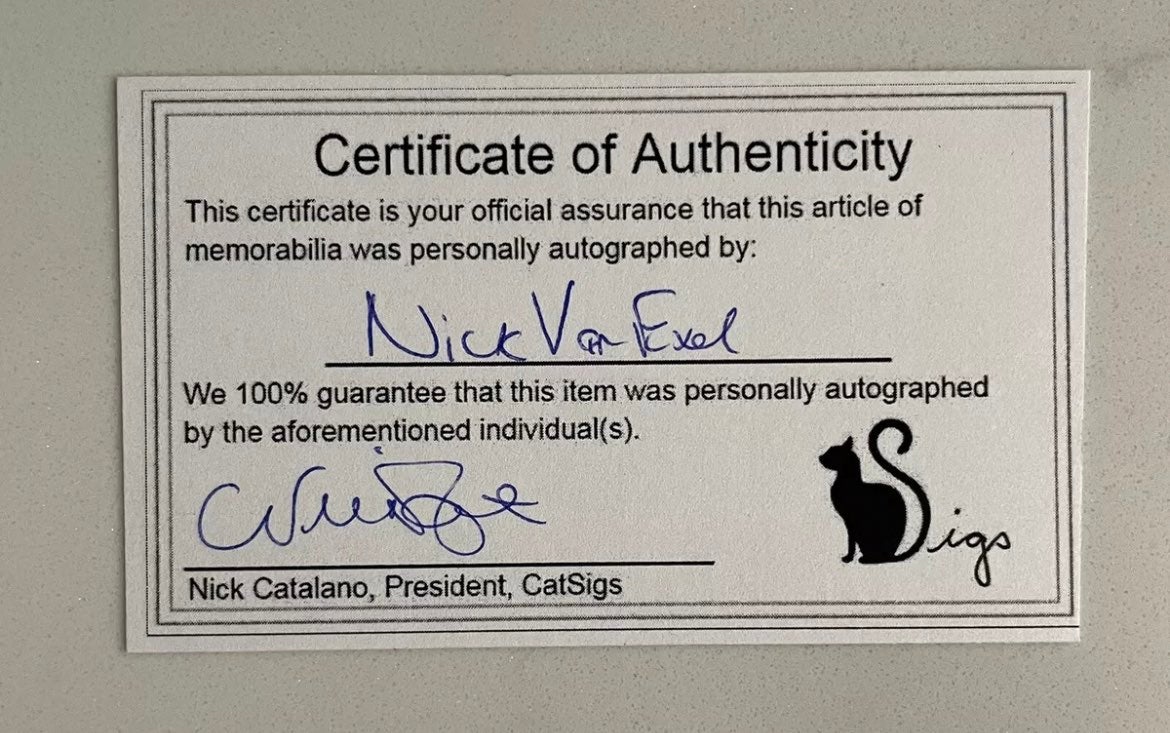 Certificate of Authenticity
This certificate is your official assurance that this article of
memorabilia was personally autographed by:
Nick Van Exel
We 100% guarantee that this item was personally autographed
by the aforementioned individual(s).
Nick Catalano, President, CatSigs
Sigs